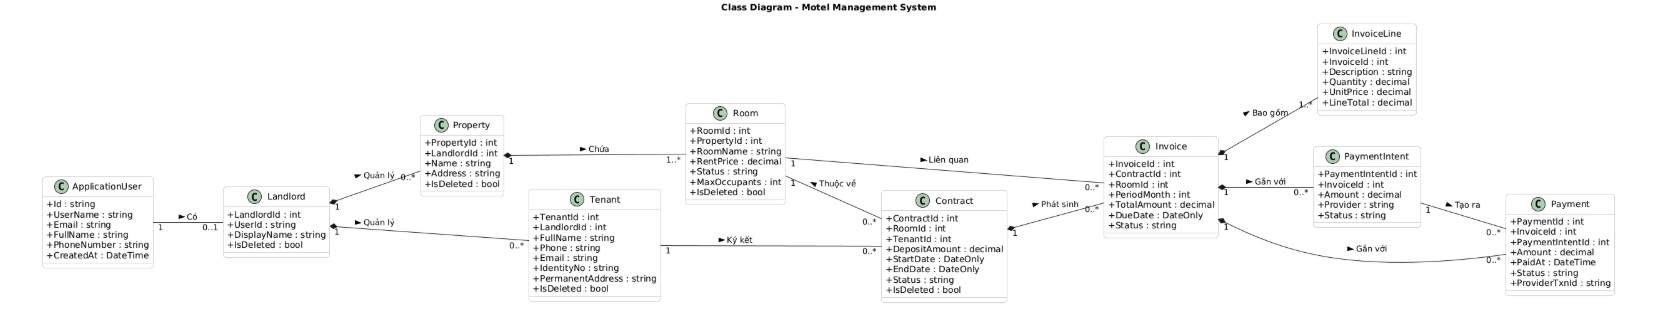 Class Diagram - Motel Management System
C ApplicationUser
+Id : string
+UserName : string
+Email : string
+FullName : string
+PhoneNumber : string
+CreatedAt : DateTime
1
Có
0..1
C Landlord
+LandlordId : int
+UserId : string
+DisplayName : string
+IsDeleted : bool
1
Quản lý
0..*
1
Quản lý
0..*
C Property
+PropertyId : int
+LandlordId : int
+Name : string
+Address : string
+IsDeleted : bool
1
Chứa
1..*
C Tenant
+TenantId : int
+LandlordId : int
+FullName : string
+Phone : string
+Email : string
+IdentityNo : string
+PermanentAddress : string
+IsDeleted : bool
1
Ký kết
0..*
C Room
+RoomId : int
+PropertyId : int
+RoomName : string
+RentPrice : decimal
+Status : string
+MaxOccupants : int
+IsDeleted : bool
1
Liên quan
0..*
1
Thuộc về
0..*
C Contract
+ContractId : int
+RoomId : int
+TenantId : int
+DepositAmount : decimal
+StartDate : DateOnly
+EndDate : DateOnly
+Status : string
+IsDeleted : bool
1
Phát sinh
0..*
C Invoice
+InvoiceId : int
+ContractId : int
+RoomId : int
+PeriodMonth : int
+TotalAmount : decimal
+DueDate : DateOnly
+Status : string
1
Bao gồm
1..*
1
Gắn với
0..*
1
Gắn với
0..*
C InvoiceLine
+InvoiceLineId : int
+InvoiceId : int
+Description : string
+Quantity : decimal
+UnitPrice : decimal
+LineTotal : decimal
C PaymentIntent
+PaymentIntentId : int
+InvoiceId : int
+Amount : decimal
+Provider : string
+Status : string
1
Tạo ra
0..*
C Payment
+PaymentId : int
+InvoiceId : int
+PaymentIntentId : int
+Amount : decimal
+PaidAt : DateTime
+Status : string
+ProviderTxnId : string